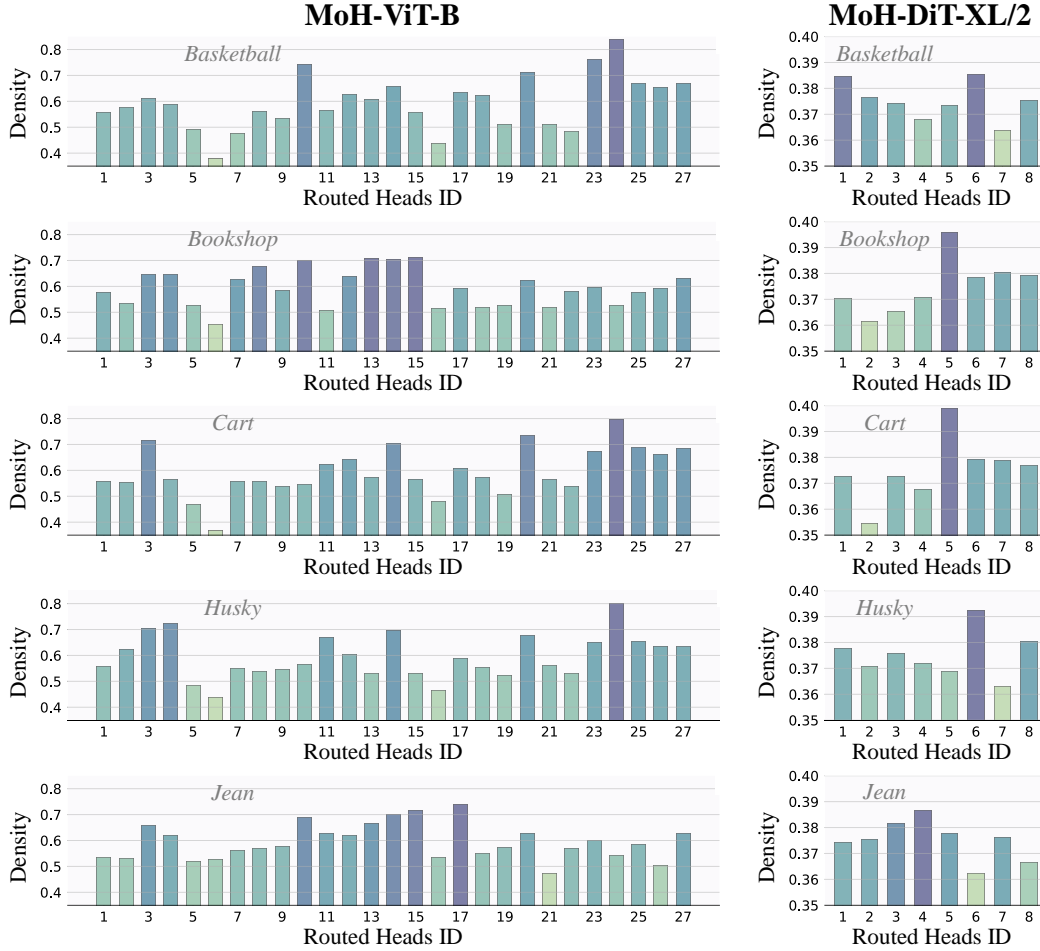 MoH-ViT-B
MoH-DiT-XL/2
Density
0.8
0.7
0.6
0.5
0.4
Basketball
1 3 5 7 9 11 13 15 17 19 21 23 25 27
Routed Heads ID
Density
0.40
0.39
0.38
0.37
0.36
0.35
Basketball
1 2 3 4 5 6 7 8
Routed Heads ID
Density
0.8
0.7
0.6
0.5
0.4
Bookshop
1 3 5 7 9 11 13 15 17 19 21 23 25 27
Routed Heads ID
Density
0.40
0.39
0.38
0.37
0.36
0.35
Bookshop
1 2 3 4 5 6 7 8
Routed Heads ID
Density
0.8
0.7
0.6
0.5
0.4
Cart
1 3 5 7 9 11 13 15 17 19 21 23 25 27
Routed Heads ID
Density
0.40
0.39
0.38
0.37
0.36
0.35
Cart
1 2 3 4 5 6 7 8
Routed Heads ID
Density
0.8
0.7
0.6
0.5
0.4
Husky
1 3 5 7 9 11 13 15 17 19 21 23 25 27
Routed Heads ID
Density
0.40
0.39
0.38
0.37
0.36
0.35
Husky
1 2 3 4 5 6 7 8
Routed Heads ID
Density
0.8
0.7
0.6
0.5
0.4
Jean
1 3 5 7 9 11 13 15 17 19 21 23 25 27
Routed Heads ID
Density
0.40
0.39
0.38
0.37
0.36
0.35
Jean
1 2 3 4 5 6 7 8
Routed Heads ID